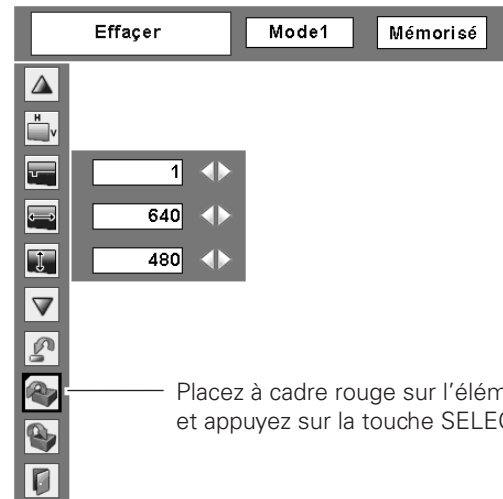 Effaçer Mode1 Mémorisé
H
V
1
640
480
Placez à cadre rouge sur l'élém
et appuyez sur la touche SELEC